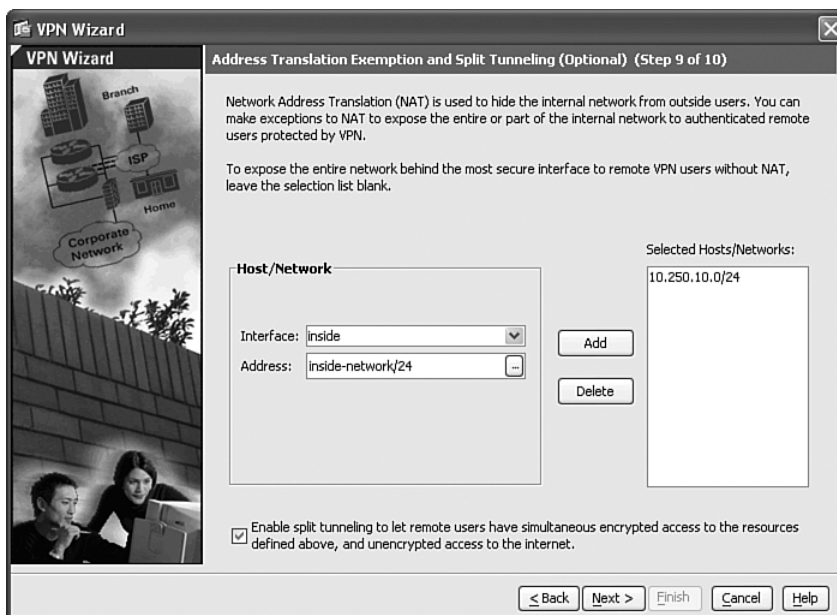 VPN Wizard
VPN Wizard
Branch
ISP
Home
Corporate
Network
Address Translation Exemption and Split Tunneling (Optional) (Step 9 of 10)
Network Address Translation (NAT) is used to hide the internal network from outside users. You can
make exceptions to NAT to expose the entire or part of the internal network to authenticated remote
users protected by VPN.
To expose the entire network behind the most secure interface to remote VPN users without NAT,
leave the selection list blank.
Host/Network
Interface: inside
Address: inside-network/24 ...
Add
Delete
Selected Hosts/Networks:
10.250.10.0/24
Enable split tunneling to let remote users have simultaneous encrypted access to the resources
defined above, and unencrypted access to the internet.
< Back Next > Finish Cancel Help